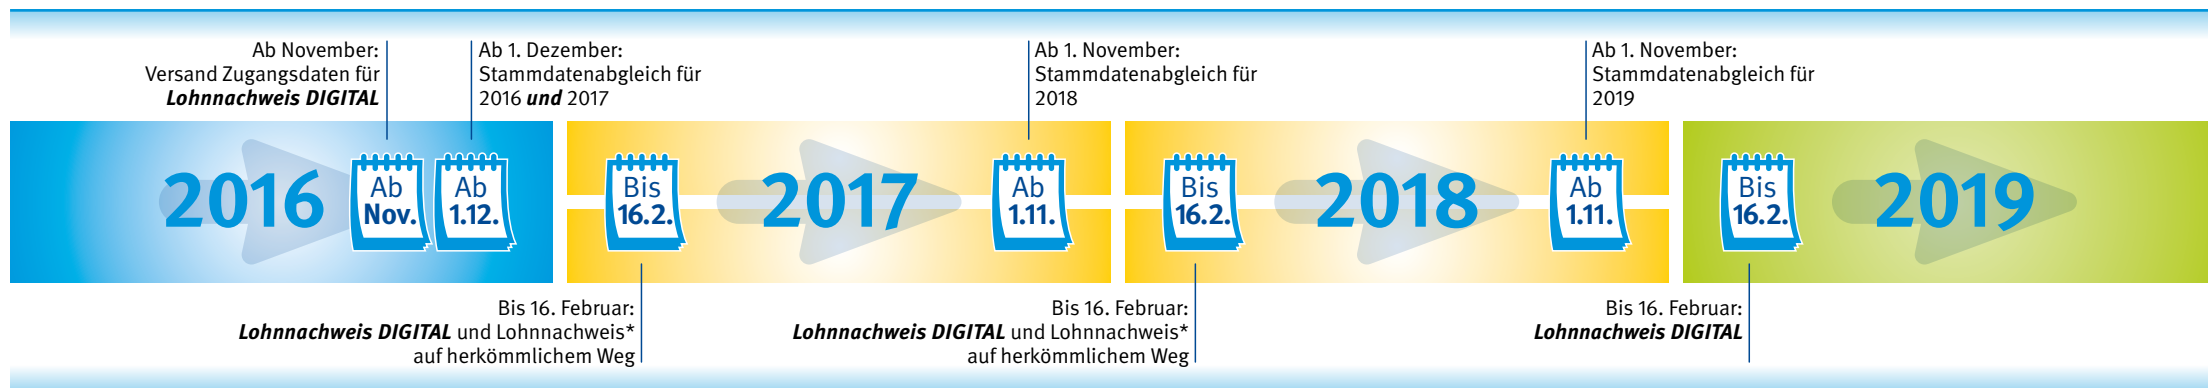 Ab November:
Versand Zugangsdaten für
Lohnnachweis DIGITAL
Ab 1. Dezember:
Stammdatenabgleich für
2016 und 2017
Ab 1. November:
Stammdatenabgleich für
2018
Ab 1. November:
Stammdatenabgleich für
2019
2016
Ab
Nov.
Ab
1.12.
Bis
16.2.
2017
Ab
1.11.
Bis
16.2.
2018
Ab
1.11.
Bis
16.2.
2019
Bis 16. Februar:
Lohnnachweis DIGITAL und Lohnnachweis*
auf herkömmlichem Weg
Bis 16. Februar:
Lohnnachweis DIGITAL und Lohnnachweis*
auf herkömmlichem Weg
Bis 16. Februar:
Lohnnachweis DIGITAL